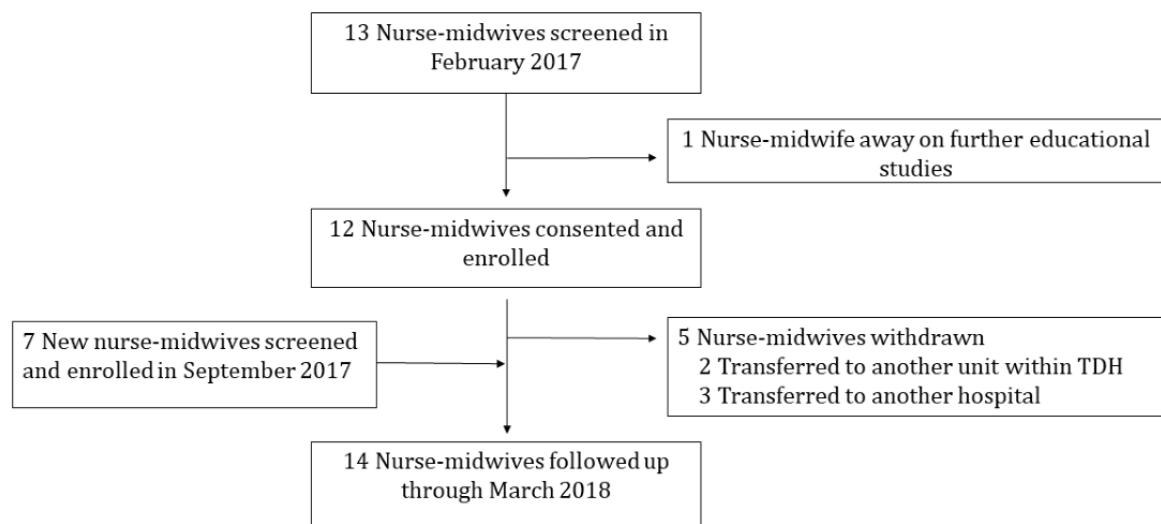 13 Nurse-midwives screened in
February 2017
1 Nurse-midwife away on further educational
studies
12 Nurse-midwives consented and
enrolled
7 New nurse-midwives screened
and enrolled in September 2017
5 Nurse-midwives withdrawn
2 Transferred to another unit within TDH
3 Transferred to another hospital
14 Nurse-midwives followed up
through March 2018